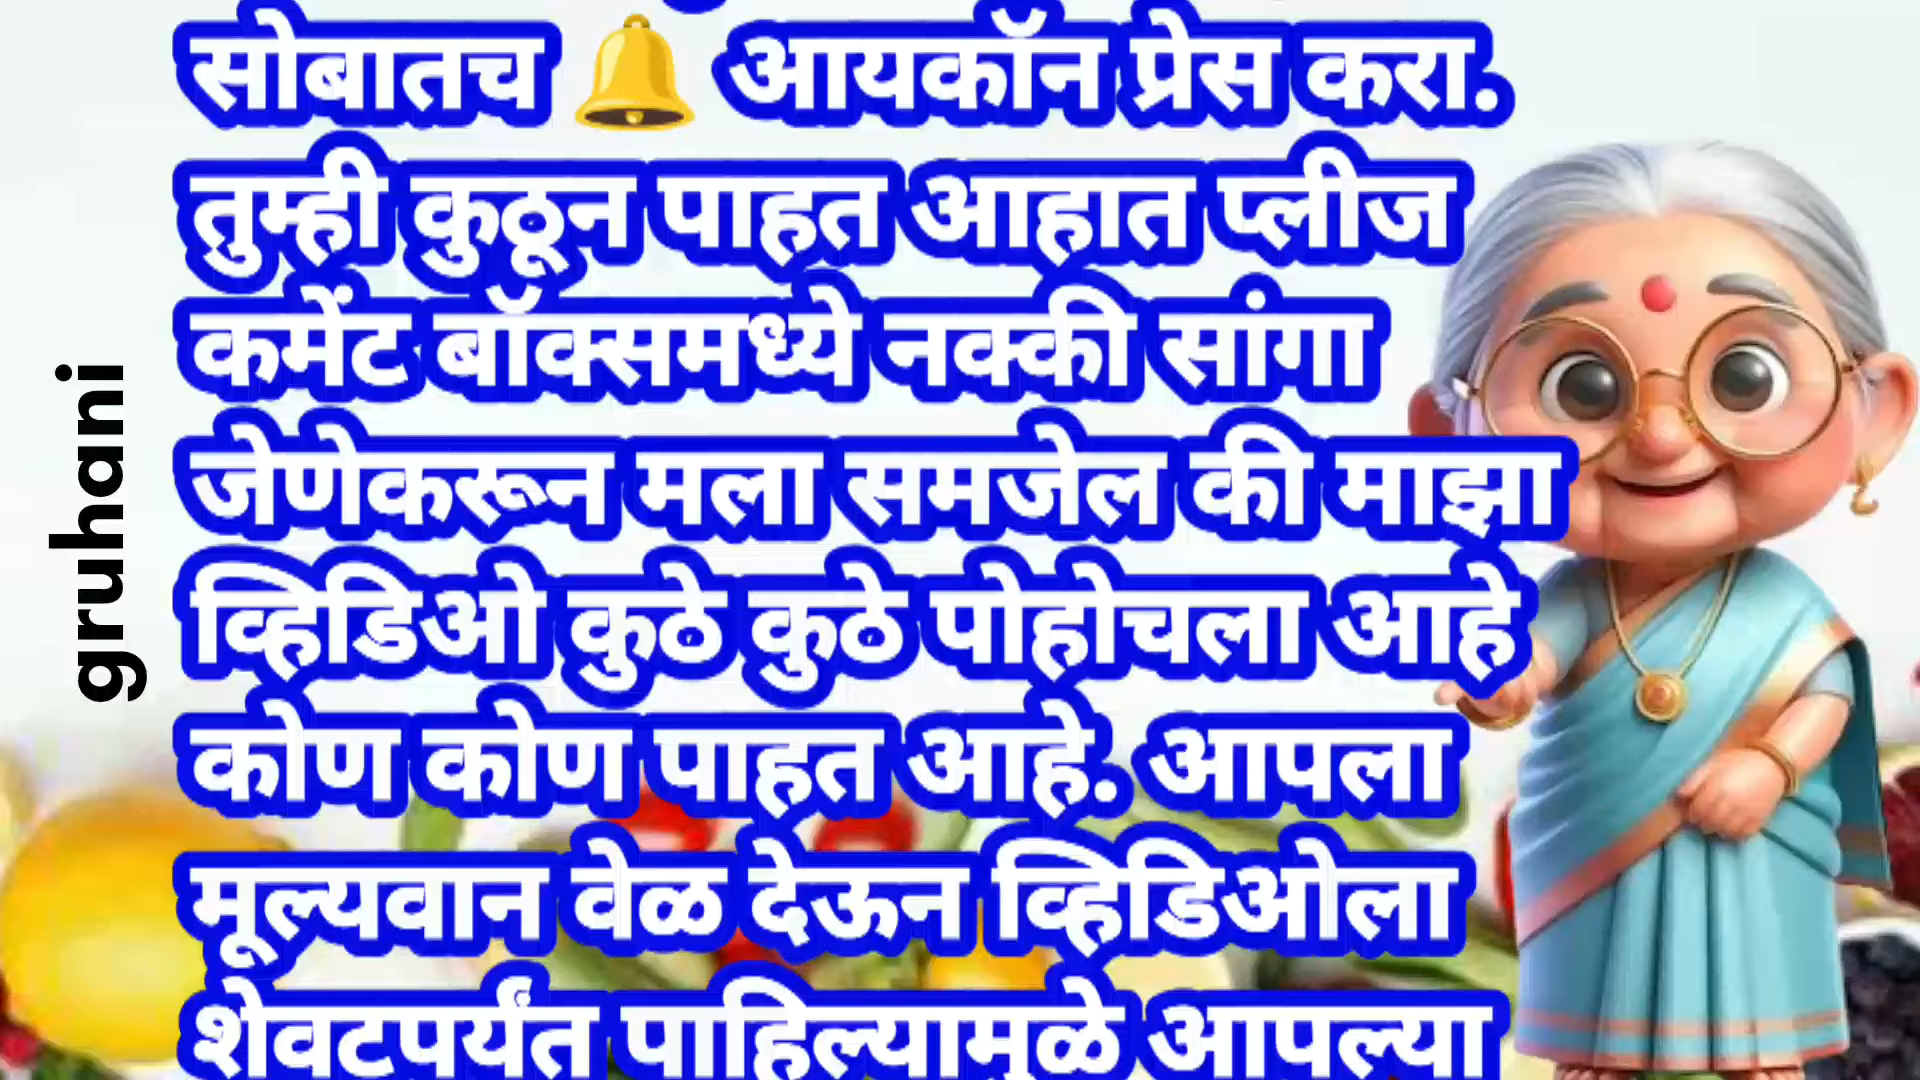 सोबातच 🔔 आयकॉन प्रेस करा.
तुम्ही कुठून पाहत आहात प्लीज
कमेंट बॉक्समध्ये नक्की सांगा
जेणेकरून मला समजेल की माझा
व्हिडिओ कुठे कुठे पोहोचला आहे
कोण कोण पाहत आहे. आपला
मूल्यवान वेळ देऊन व्हिडिओला
शेवटपर्यंत पाहिल्यामुळे आपल्या
gruhani